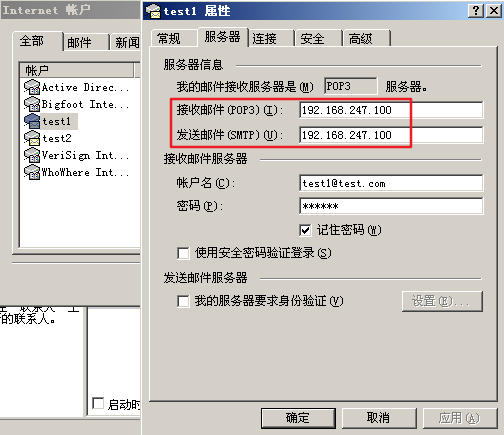 Internet 帐户
全部
邮件
新闻
帐户
Active Direc...
Bigfoot Inte...
test1
test2
VeriSign Int...
WhoWhere Int...
的联系人。
启动时
test1 属性
常规
服务器
连接
安全
高级
服务器信息
我的邮件接收服务器是(M) POP3 服务器。
接收邮件(POP3)(I): 192.168.247.100
发送邮件(SMTP)(U): 192.168.247.100
接收邮件服务器
帐户名(C): test1@test.com
密码(P): ******
记住密码(W)
使用安全密码验证登录(S)
发送邮件服务器
我的服务器要求身份验证(V)
设置(E)...
确定
取消
应用(A)